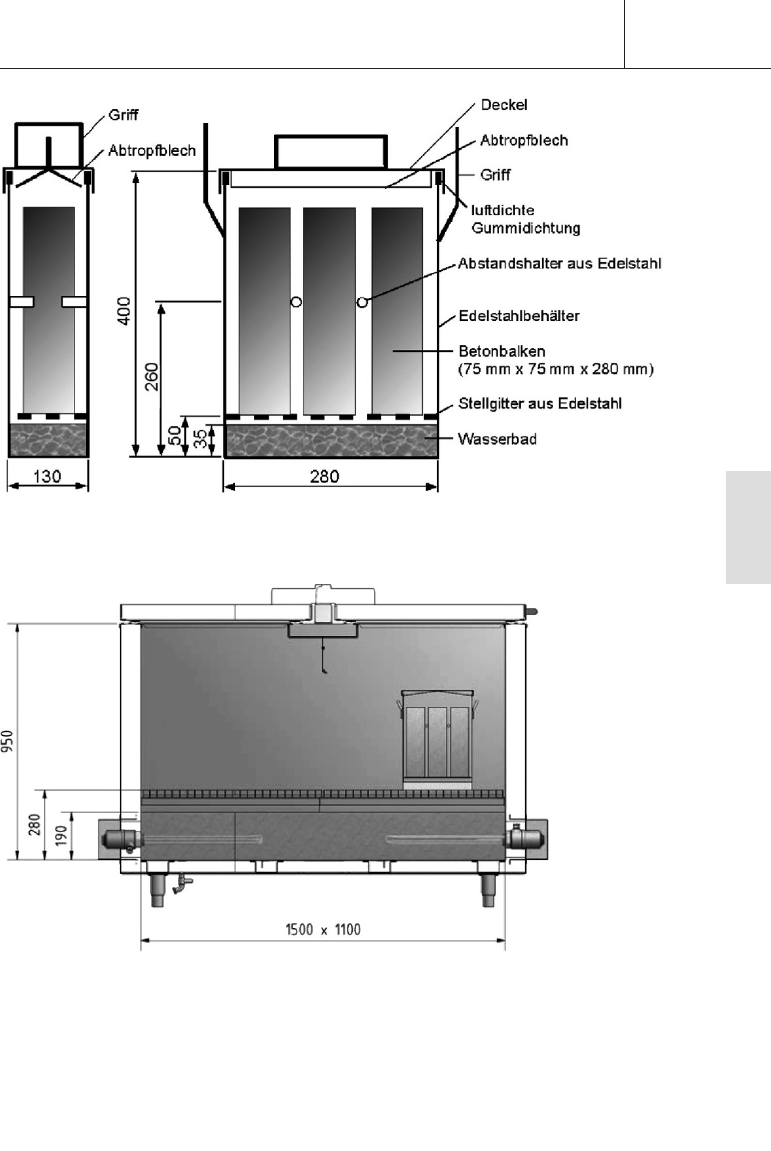 Griff
Abtropfblech
Deckel
Abtropfblech
Griff
luftdichte
Gummidichtung
Abstandshalter aus Edelstahl
Edelstahlbehälter
Betonbalken
(75 mm x 75 mm x 280 mm)
Stellgitter aus Edelstahl
Wasserbad
400
260
50
35
130
280
950
280
190
1500 x 1100